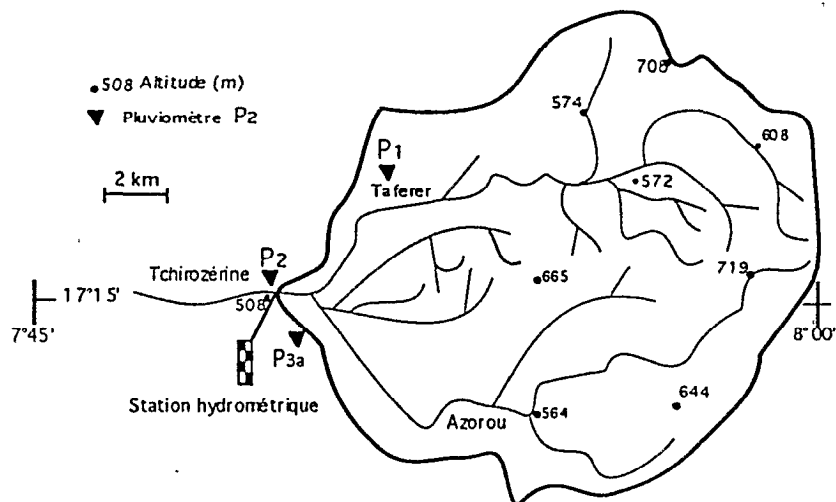 508 Altitude (m)
Pluviomètre P2
2 km
708
574
608
P1
Taferer
572
P2
Tchirozérine
665
719
17°15'
508
7°45'
8°00'
P3a
Station hydrométrique
Azorou
564
644